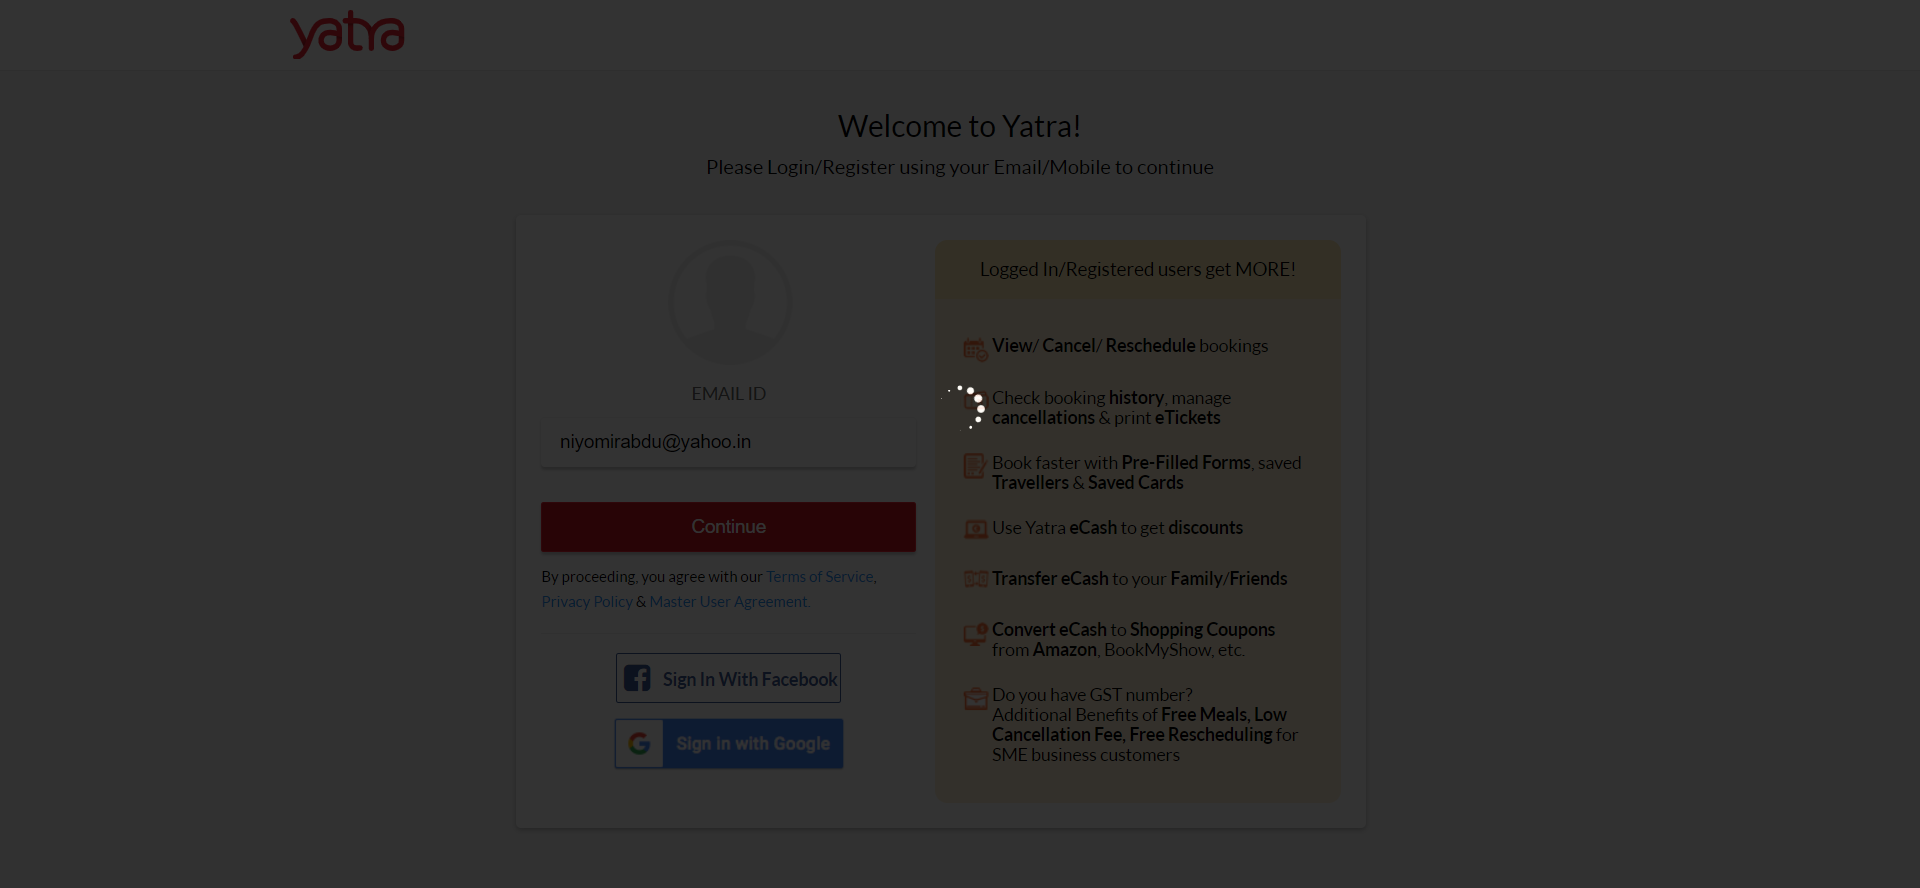 yatra
Welcome to Yatra!
Please Login/Register using your Email/Mobile to continue
EMAIL ID
niyomirabdu@yahoo.in
Continue
By proceeding, you agree with our Terms of Service,
Privacy Policy & Master User Agreement.
Sign In With Facebook
Sign in with Google
Logged In/Registered users get MORE!
View/ Cancel/ Reschedule bookings
Check booking history, manage
cancellations & print eTickets
Book faster with Pre-Filled Forms, saved
Travellers & Saved Cards
Use Yatra eCash to get discounts
Transfer eCash to your Family/Friends
Convert eCash to Shopping Coupons
from Amazon, BookMyShow, etc.
Do you have GST number?
Additional Benefits of Free Meals, Low
Cancellation Fee, Free Rescheduling for
SME business customers